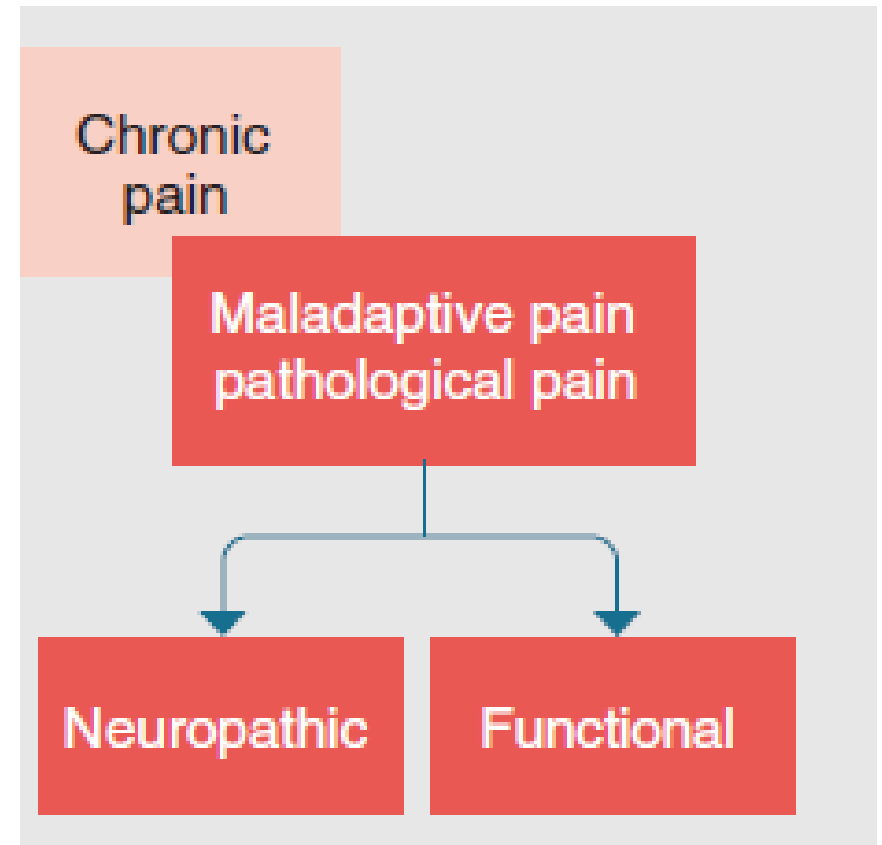 Chronic
pain
Maladaptive pain
pathological pain
Neuropathic
Functional